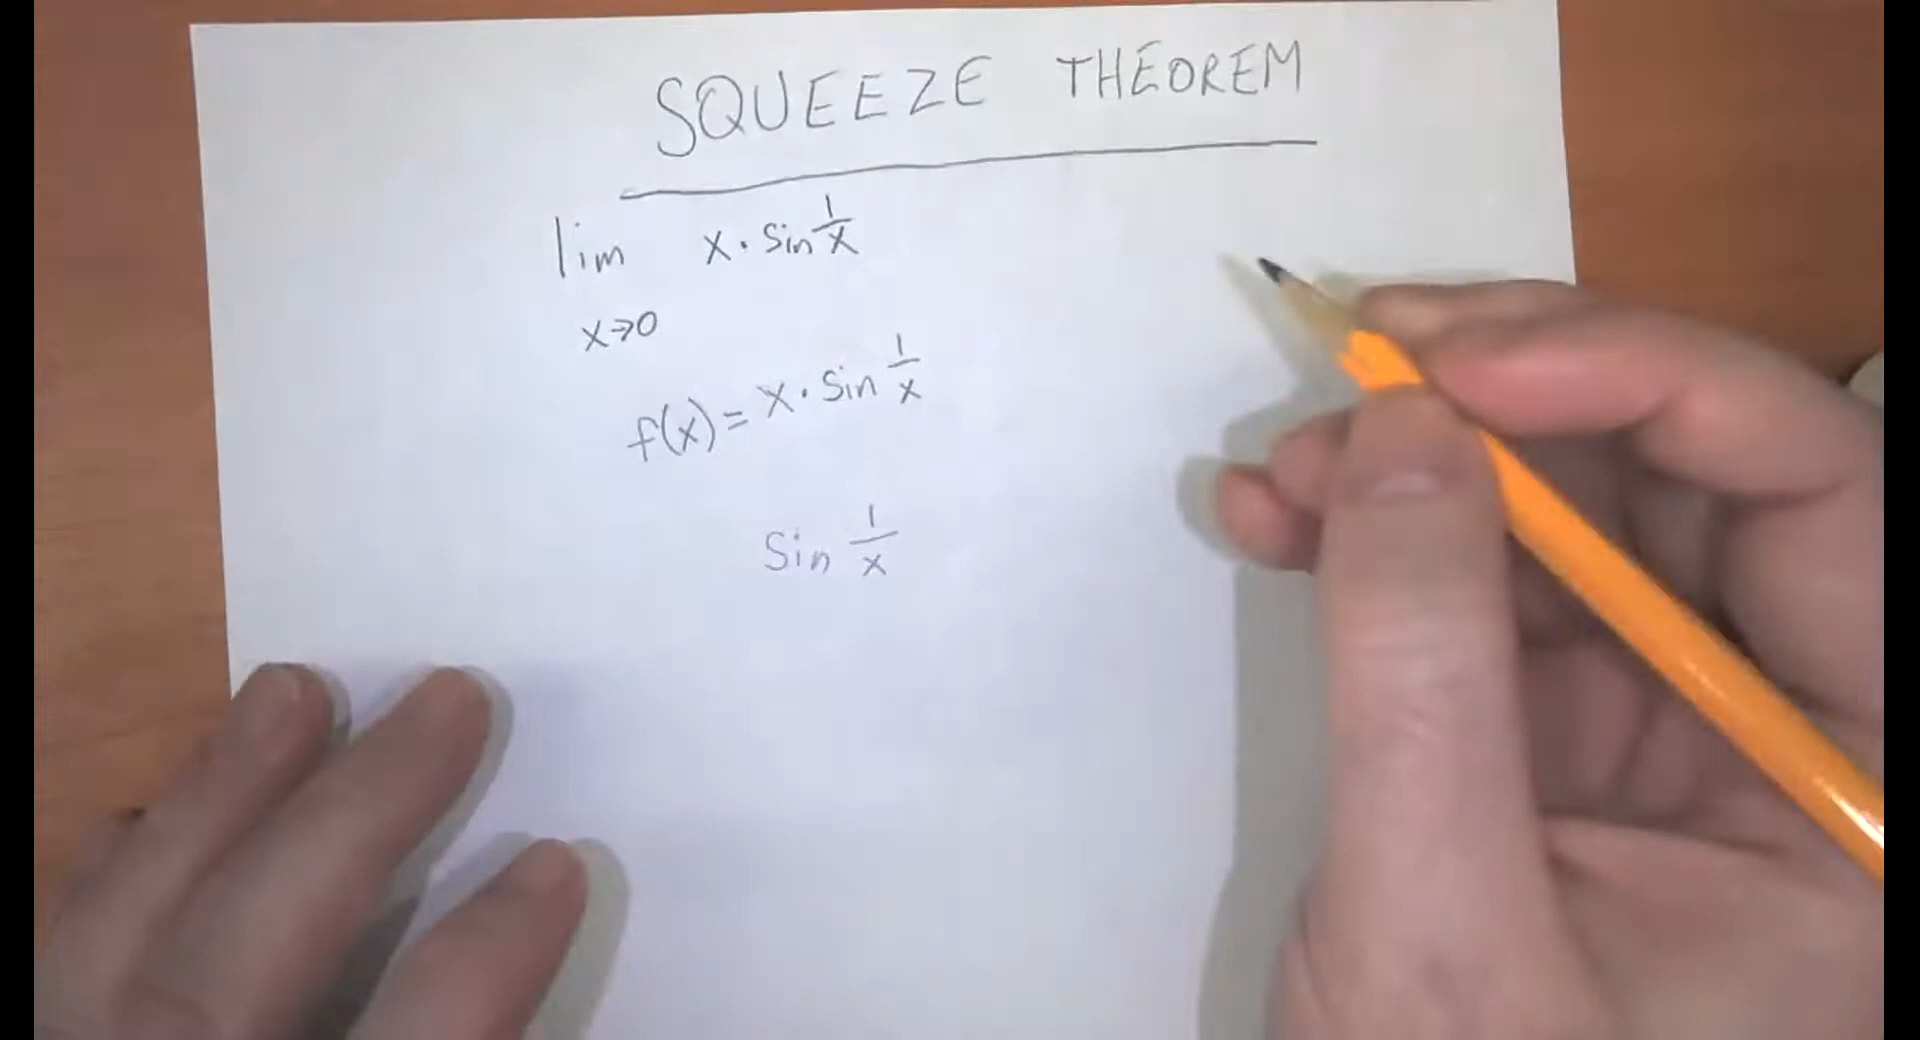 SQUEEZE THEOREM
lim x · sin 1/x
x→0
f(x) = x · sin 1/x
sin 1/x